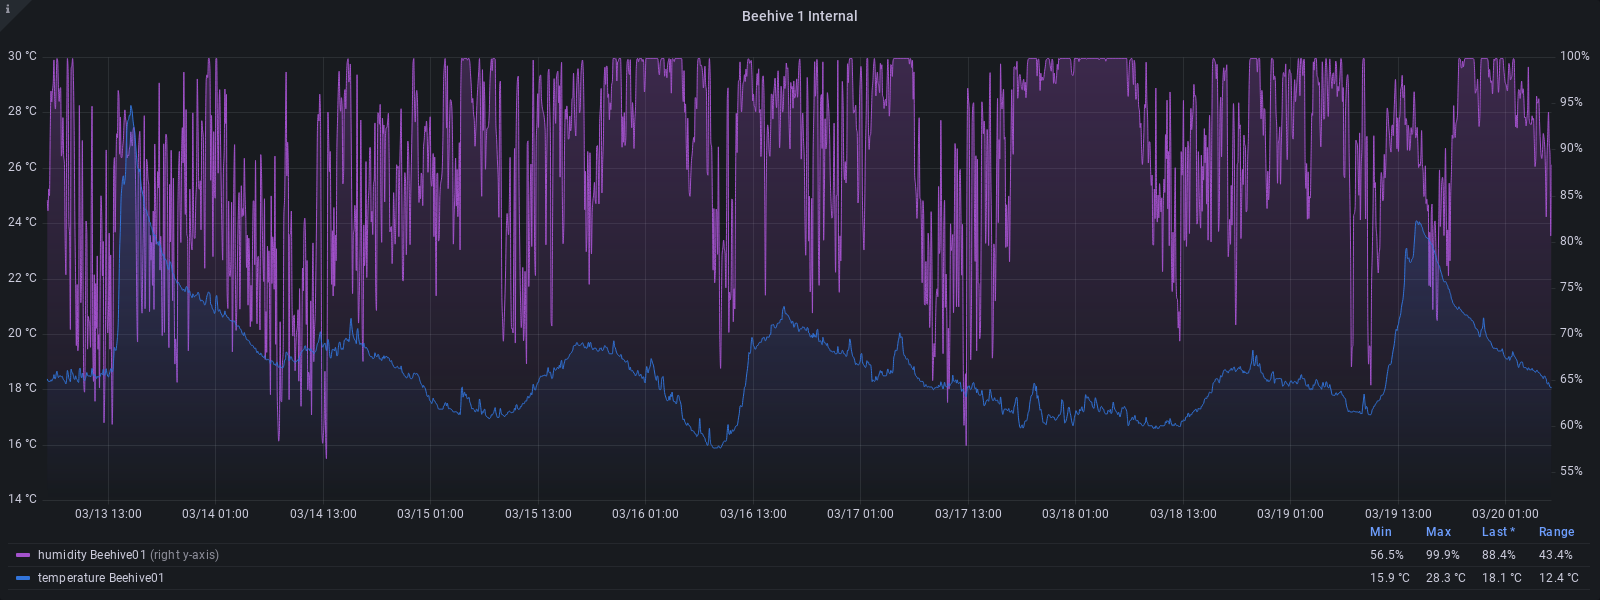 i
Beehive 1 Internal
30 °C 100%
28 °C 95%
26 °C 90%
24 °C 85%
22 °C 80%
20 °C 75%
18 °C 70%
16 °C 65%
14 °C 60%
55%
03/13 13:00 03/14 01:00 03/14 13:00 03/15 01:00 03/15 13:00 03/16 01:00 03/16 13:00 03/17 01:00 03/17 13:00 03/18 01:00 03/18 13:00 03/19 01:00 03/19 13:00 03/20 01:00
Min Max Last * Range
humidity Beehive01 (right y-axis) 56.5% 99.9% 88.4% 43.4%
temperature Beehive01 15.9 °C 28.3 °C 18.1 °C 12.4 °C